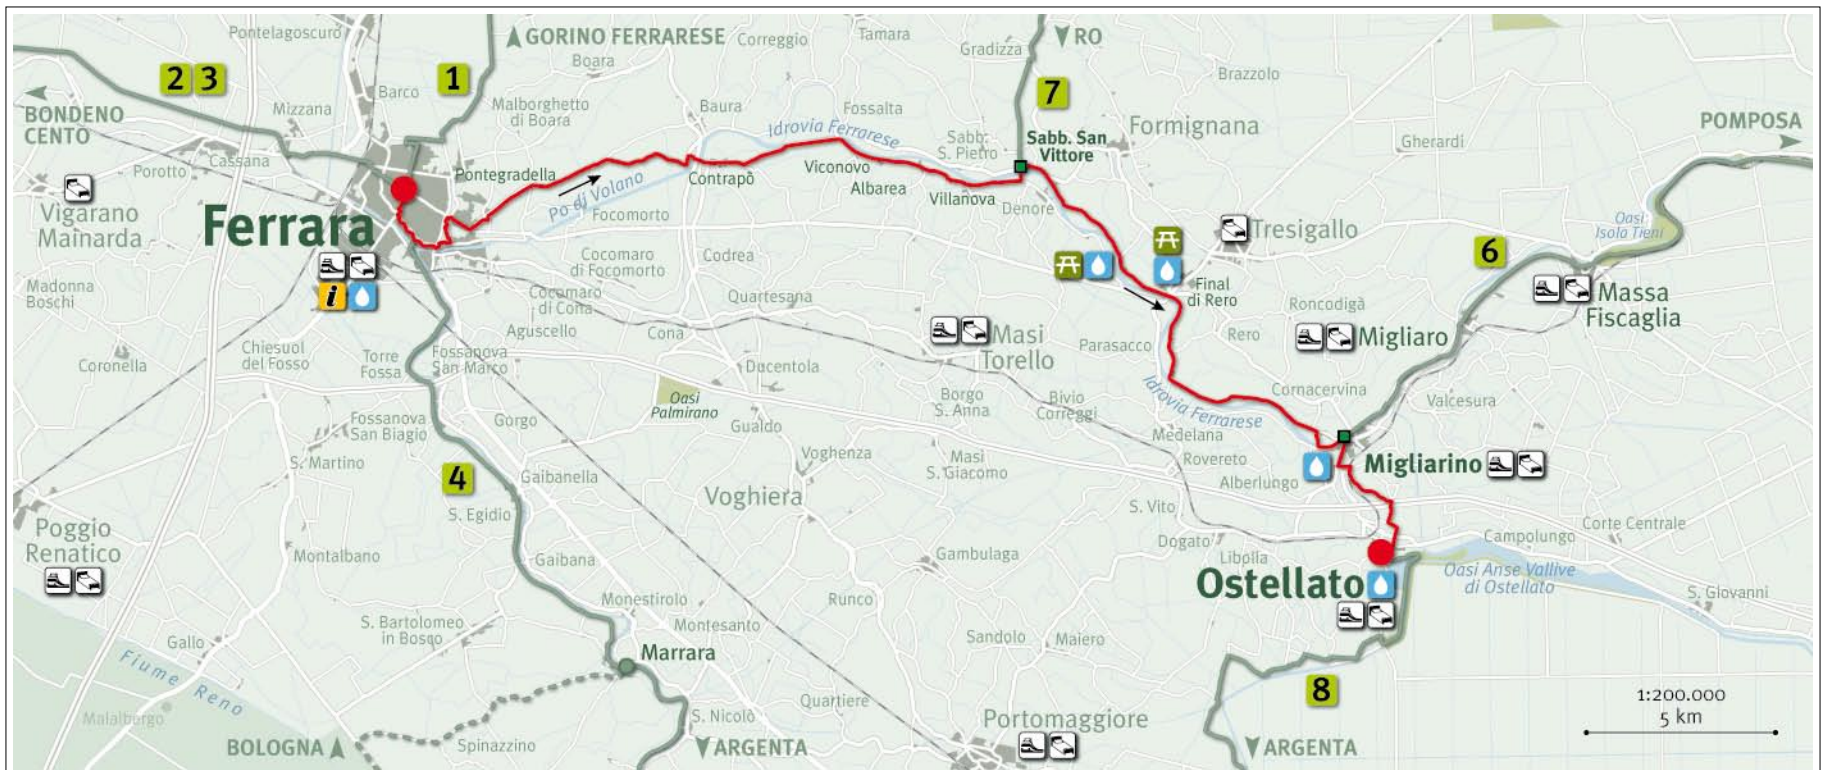 Pontelagoscuro
GORINO FERRARESE
Correggio
Tamara
Gradizza
RO
Boara
2 3
1
7
Brazzolo
BONDENO
CENTO
Mizzana
Barco
Malborghetto
di Boara
Baura
Fossalta
Idrovia Ferrarese
Sabb.
S. Pietro
Sabb. San
Vittore
Formignana
Gherardi
POMPOSA
Porotto
Cassana
Pontegradella
Contrapò
Viconovo
Albarea
Villanova
Denore
Po di Volano
Vigarano
Mainarda
Ferrara
Focomorto
Tresigallo
Oasi
Isola Tieni
6
Cocomaro
di Focomorto
Codrea
Final
di Rero
Madonna
Boschi
i
Cocomaro
di Cona
Quartesana
Roncodigà
Massa
Fiscaglia
Aguscello
Cona
Masi
Torello
Parasacco
Rero
Migliaro
Coronella
Chiesuol
del Fosso
Torre
Fossa
Fossanova
San Marco
Ducentola
Oasi
Palmirano
Borgo
S. Anna
Bivio
Correggi
Idrovia Ferrarese
Cornacervina
Valcesura
Fossanova
San Biagio
Gorgo
Gualdo
Medelana
Rovereto
S. Martino
4
Gaibanella
Voghenza
Masi
S. Giacomo
Alberlungo
Migliarino
Voghiera
S. Vito
Poggio
Renatico
S. Egidio
Montalbano
Gaibana
Gambulaga
Dogato
Libolla
Campolungo
Corte Centrale
Ostellato
Oasi Anse Vallive
di Ostellato
S. Giovanni
Monestirolo
Runco
S. Bartolomeo
in Bosco
Montesanto
Sandolo
Maiero
Gallo
Marrara
Fiume Reno
8
1:200.000
5 km
Malalbergo
Quartiere
S. Nicolò
Portomaggiore
BOLOGNA
Spinazzino
ARGENTA
ARGENTA